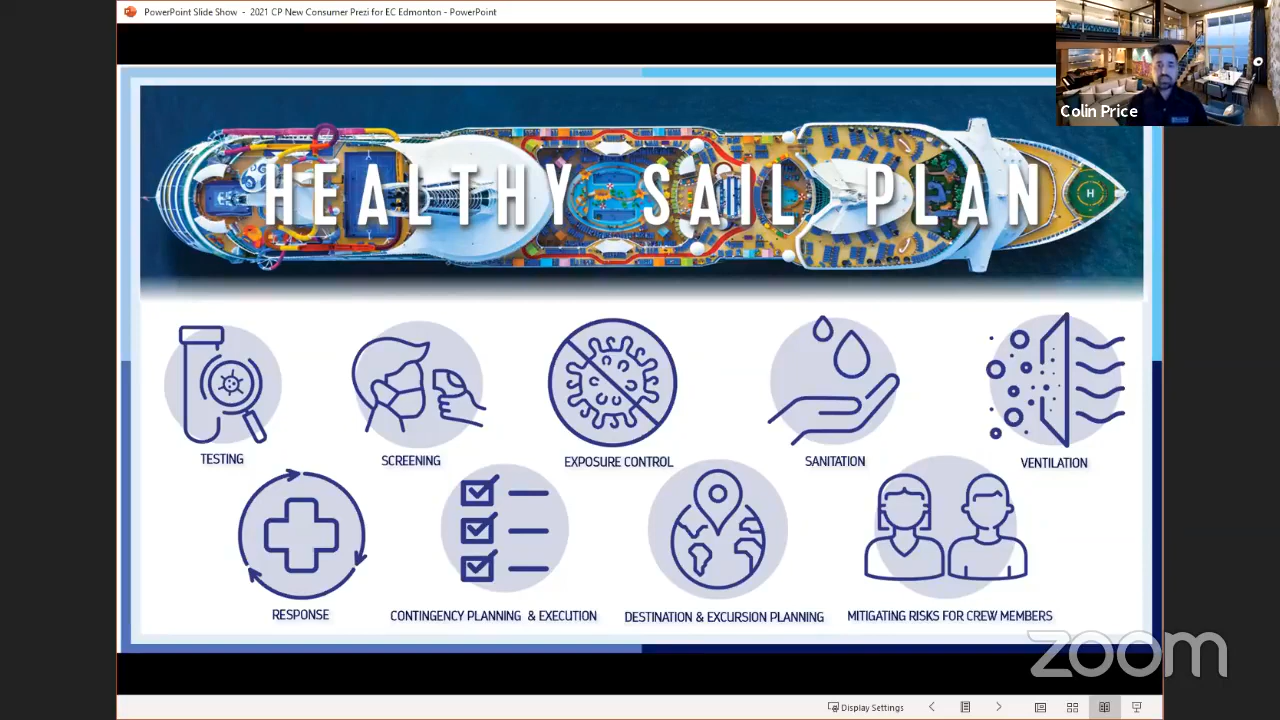 PowerPoint Slide Show - 2021 CP New Consumer Prezi for EC Edmonton - PowerPoint
Colin Price
HEALTHY SAIL PLAN
H
TESTING
SCREENING
EXPOSURE CONTROL
SANITATION
VENTILATION
RESPONSE
CONTINGENCY PLANNING & EXECUTION
DESTINATION & EXCURSION PLANNING
MITIGATING RISKS FOR CREW MEMBERS
zoom
Display Settings